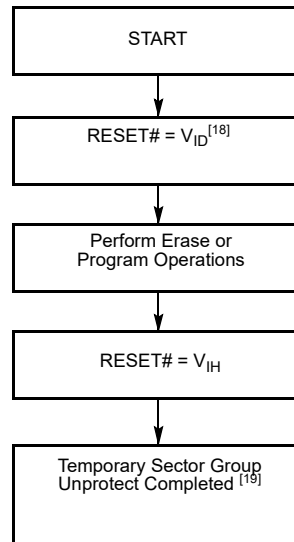 START
RESET# = VID[18]
Perform Erase or
Program Operations
RESET# = VIH
Temporary Sector Group
Unprotect Completed [19]